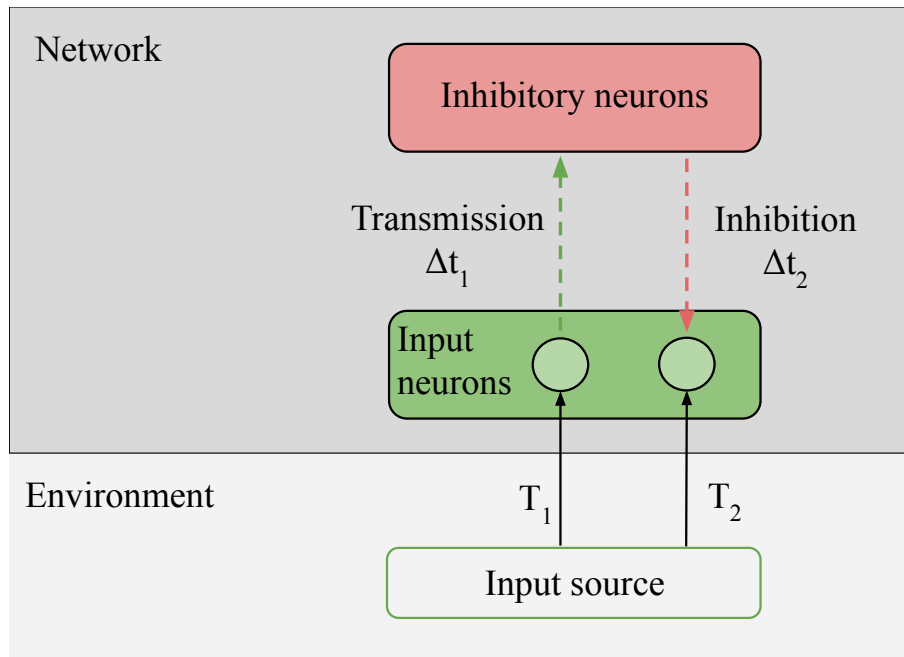 Network
Inhibitory neurons
Transmission
Δt₁
Inhibition
Δt₂
Input
neurons
Environment
T₁
T₂
Input source